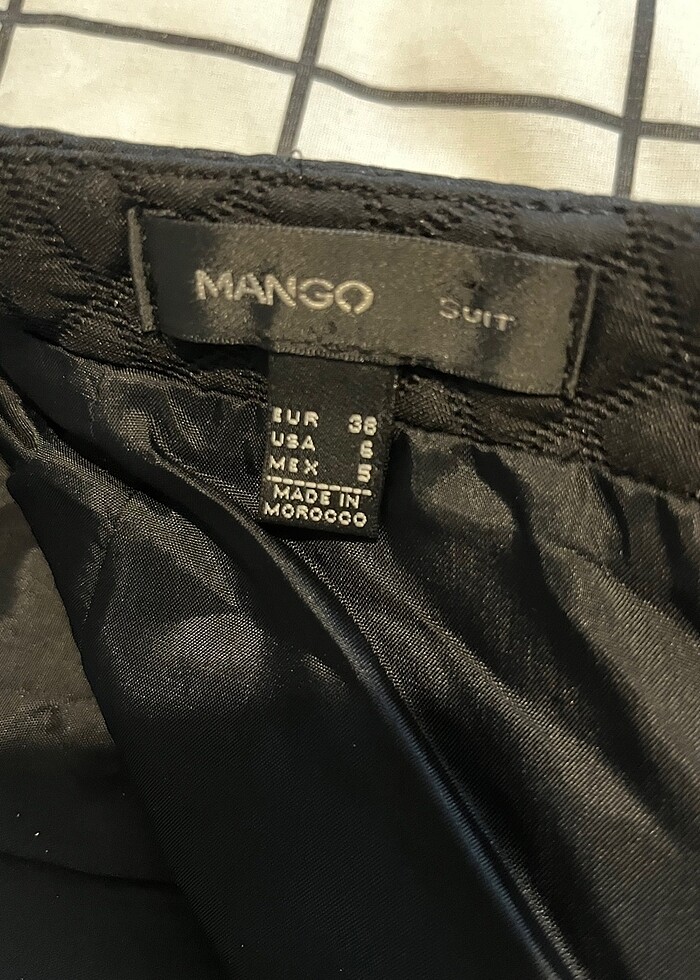 MANGO SUIT
EUR 38
USA 6
MEX 5
MADE IN
MOROCCO